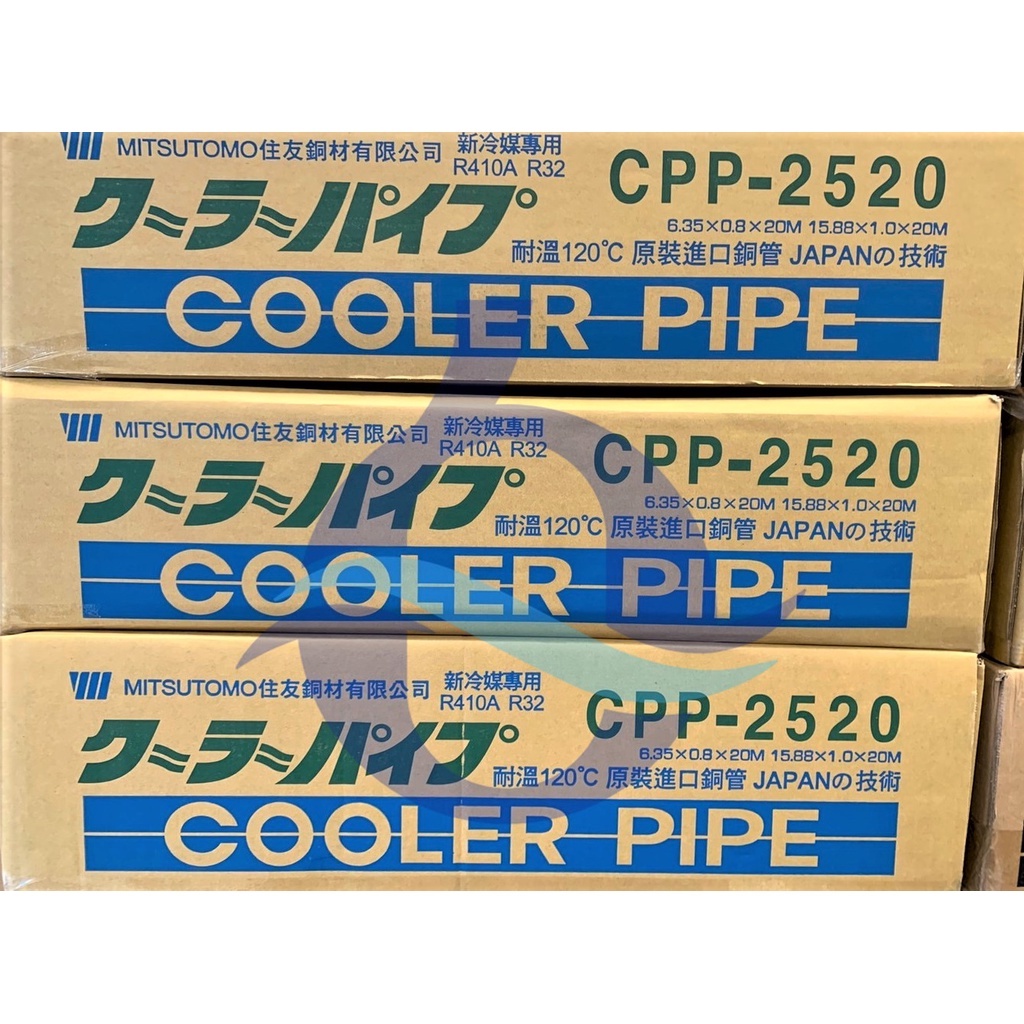 MITSUTOMO住友銅材有限公司 新冷媒專用
R410A R32
CPP-2520
クーラーパイプ
6.35×0.8×20M 15.88×1.0×20M
耐溫120℃ 原裝進口銅管 JAPANの技術
COOLER PIPE
MITSUTOMO住友銅材有限公司 新冷媒專用
R410A R32
CPP-2520
クーラーパイプ
6.35×0.8×20M 15.88×1.0×20M
耐溫120℃ 原裝進口銅管 JAPANの技術
COOLER PIPE
MITSUTOMO住友銅材有限公司 新冷媒專用
R410A R32
CPP-2520
クーラーパイプ
6.35×0.8×20M 15.88×1.0×20M
耐溫120℃ 原裝進口銅管 JAPANの技術
COOLER PIPE